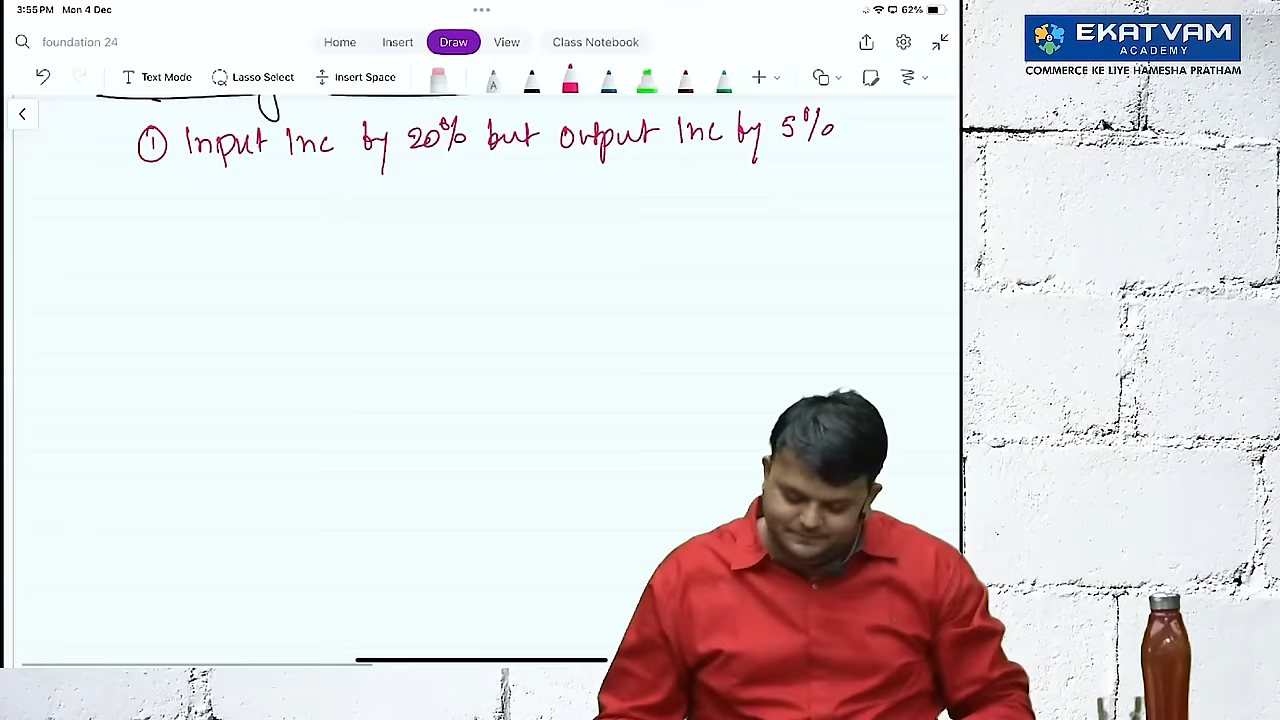 3:55 PM Mon 4 Dec
62%
foundation 24
Home Insert Draw View Class Notebook
Text Mode Lasso Select Insert Space
① Input Inc by 20% but output Inc by 5%
EKATVAM
ACADEMY
COMMERCE KE LIYE HAMESHA PRATHAM